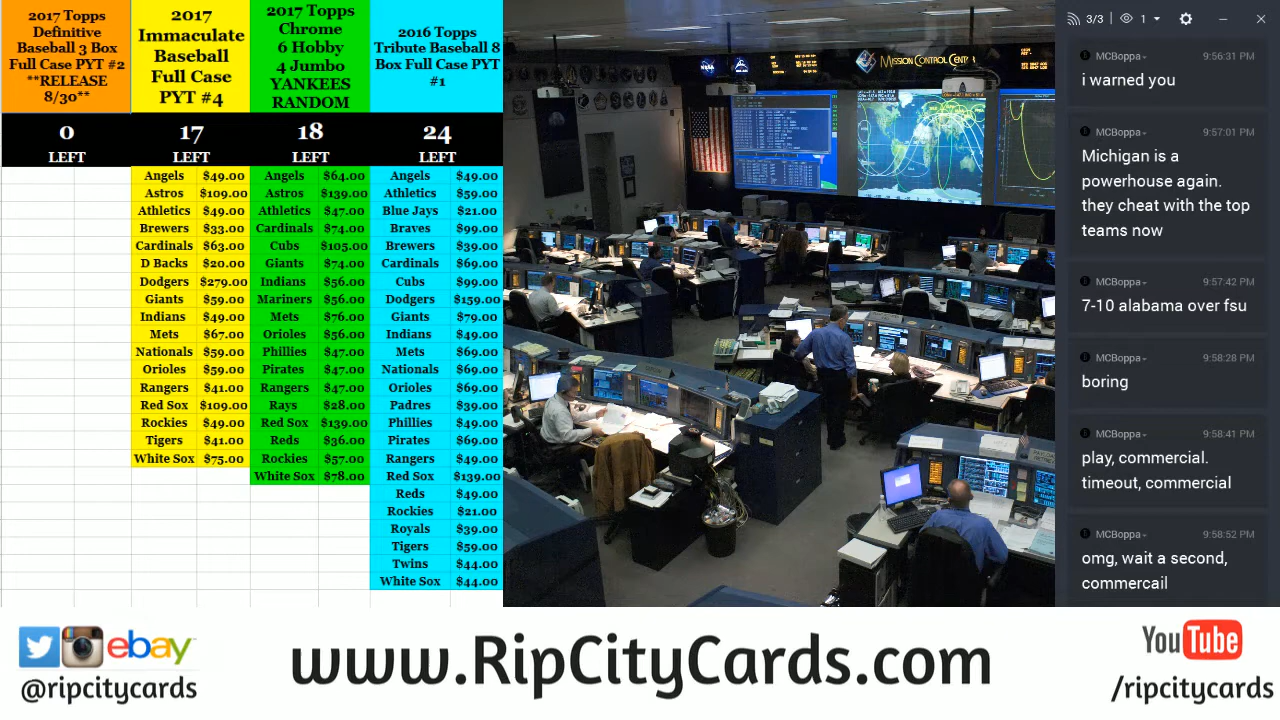 2017 Topps
Definitive
Baseball 3 Box
Full Case PYT #2
**RELEASE
8/30**
0
LEFT
2017
Immaculate
Baseball
Full Case
PYT #4
17
LEFT
Angels $49.00
Astros $109.00
Athletics $49.00
Brewers $33.00
Cardinals $63.00
D Backs $20.00
Dodgers $279.00
Giants $59.00
Indians $49.00
Mets $67.00
Nationals $59.00
Orioles $59.00
Rangers $41.00
Red Sox $109.00
Rockies $49.00
Tigers $41.00
White Sox $75.00
2017 Topps
Chrome
6 Hobby
4 Jumbo
YANKEES
RANDOM
18
LEFT
Angels $64.00
Astros $139.00
Athletics $47.00
Cardinals $74.00
Cubs $105.00
Giants $74.00
Indians $56.00
Mariners $56.00
Mets $76.00
Orioles $56.00
Phillies $47.00
Pirates $47.00
Rangers $47.00
Rays $28.00
Red Sox $139.00
Reds $36.00
Rockies $57.00
White Sox $78.00
2016 Topps
Tribute Baseball 8
Box Full Case PYT
#1
24
LEFT
Angels $49.00
Athletics $59.00
Blue Jays $21.00
Braves $99.00
Brewers $39.00
Cardinals $69.00
Cubs $99.00
Dodgers $159.00
Giants $79.00
Indians $49.00
Mets $69.00
Nationals $69.00
Orioles $69.00
Padres $39.00
Phillies $49.00
Pirates $69.00
Rangers $49.00
Red Sox $139.00
Reds $49.00
Rockies $21.00
Royals $39.00
Tigers $59.00
Twins $44.00
White Sox $44.00
NASA
MISSION CONTROL CENTER
3/3 1
MCBoppa 9:56:31 PM
i warned you
MCBoppa 9:57:01 PM
Michigan is a
powerhouse again.
they cheat with the top
teams now
MCBoppa 9:57:42 PM
7-10 alabama over fsu
MCBoppa 9:58:28 PM
boring
MCBoppa 9:58:41 PM
play, commercial.
timeout, commercial
MCBoppa 9:58:52 PM
omg, wait a second,
commercail
ebay
@ripcitycards
www.RipCityCards.com
YouTube
/ripcitycards